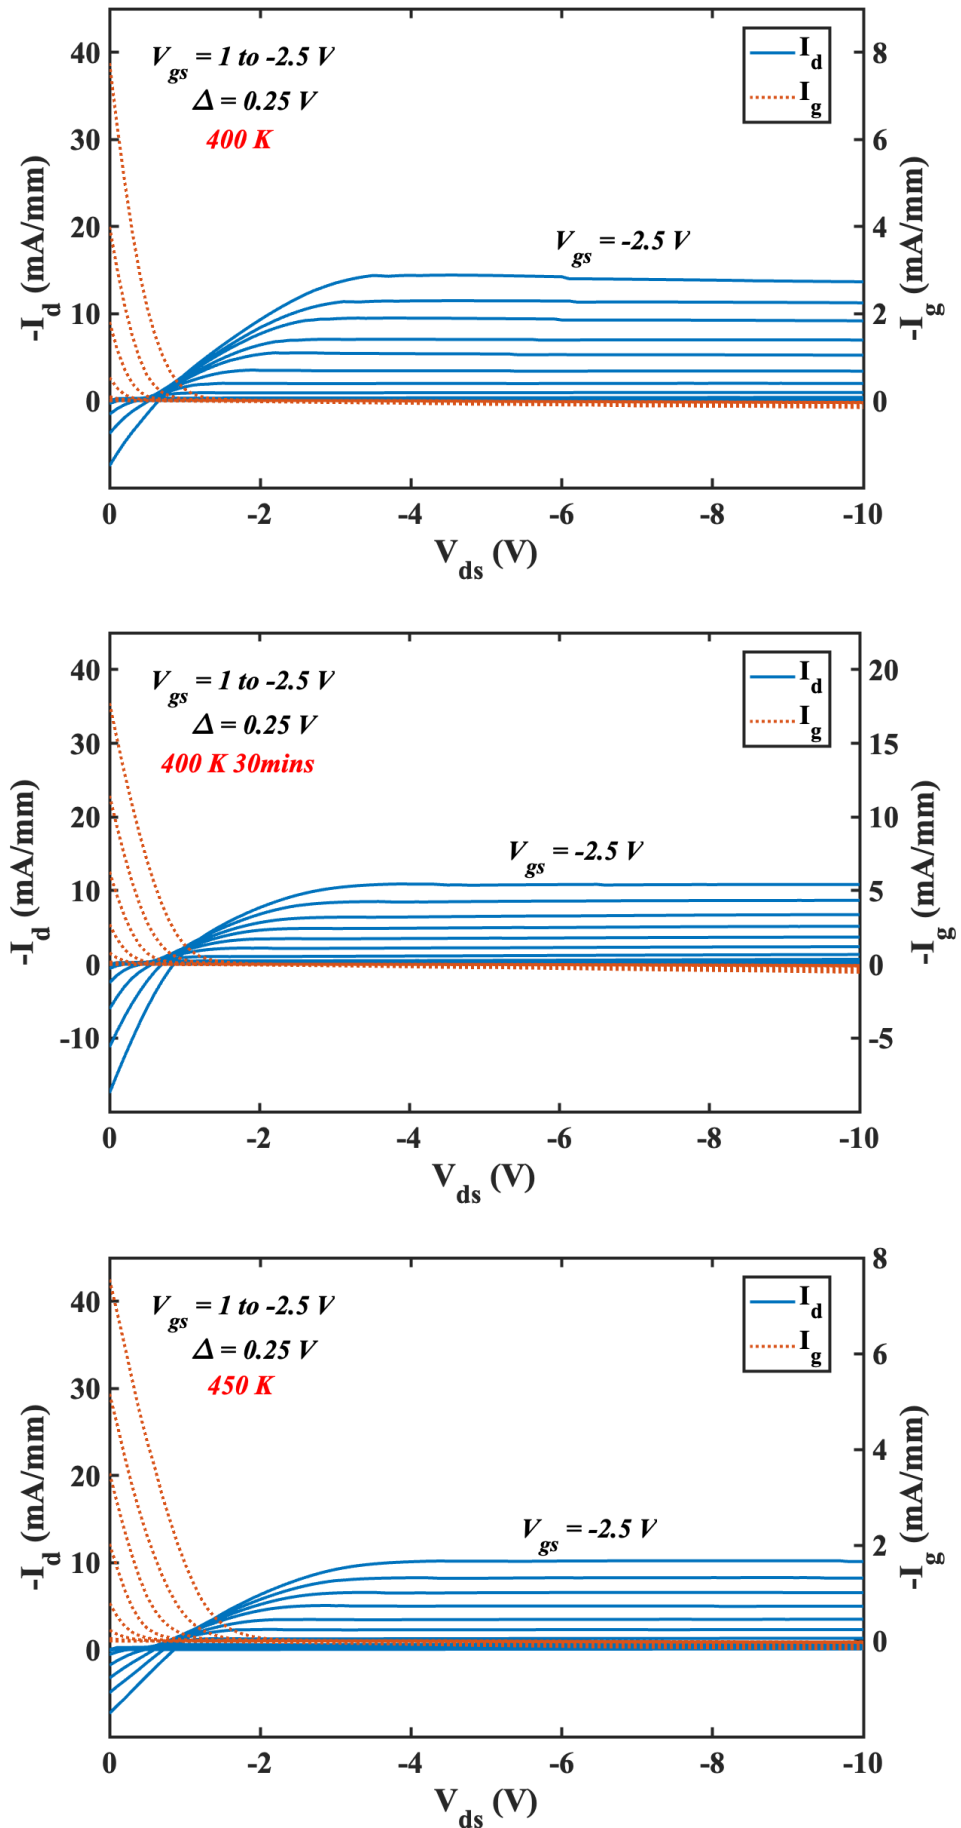 V_gs = 1 to -2.5 V
Δ = 0.25 V
400 K
I_d
I_g
V_gs = -2.5 V
40
30
20
10
0
8
6
4
2
0
-I_d (mA/mm)
-I_g (mA/mm)
0 -2 -4 -6 -8 -10
V_ds (V)
V_gs = 1 to -2.5 V
Δ = 0.25 V
400 K 30mins
I_d
I_g
V_gs = -2.5 V
40
30
20
10
0
-10
20
15
10
5
0
-5
-I_d (mA/mm)
-I_g (mA/mm)
0 -2 -4 -6 -8 -10
V_ds (V)
V_gs = 1 to -2.5 V
Δ = 0.25 V
450 K
I_d
I_g
V_gs = -2.5 V
40
30
20
10
0
8
6
4
2
0
-I_d (mA/mm)
-I_g (mA/mm)
0 -2 -4 -6 -8 -10
V_ds (V)